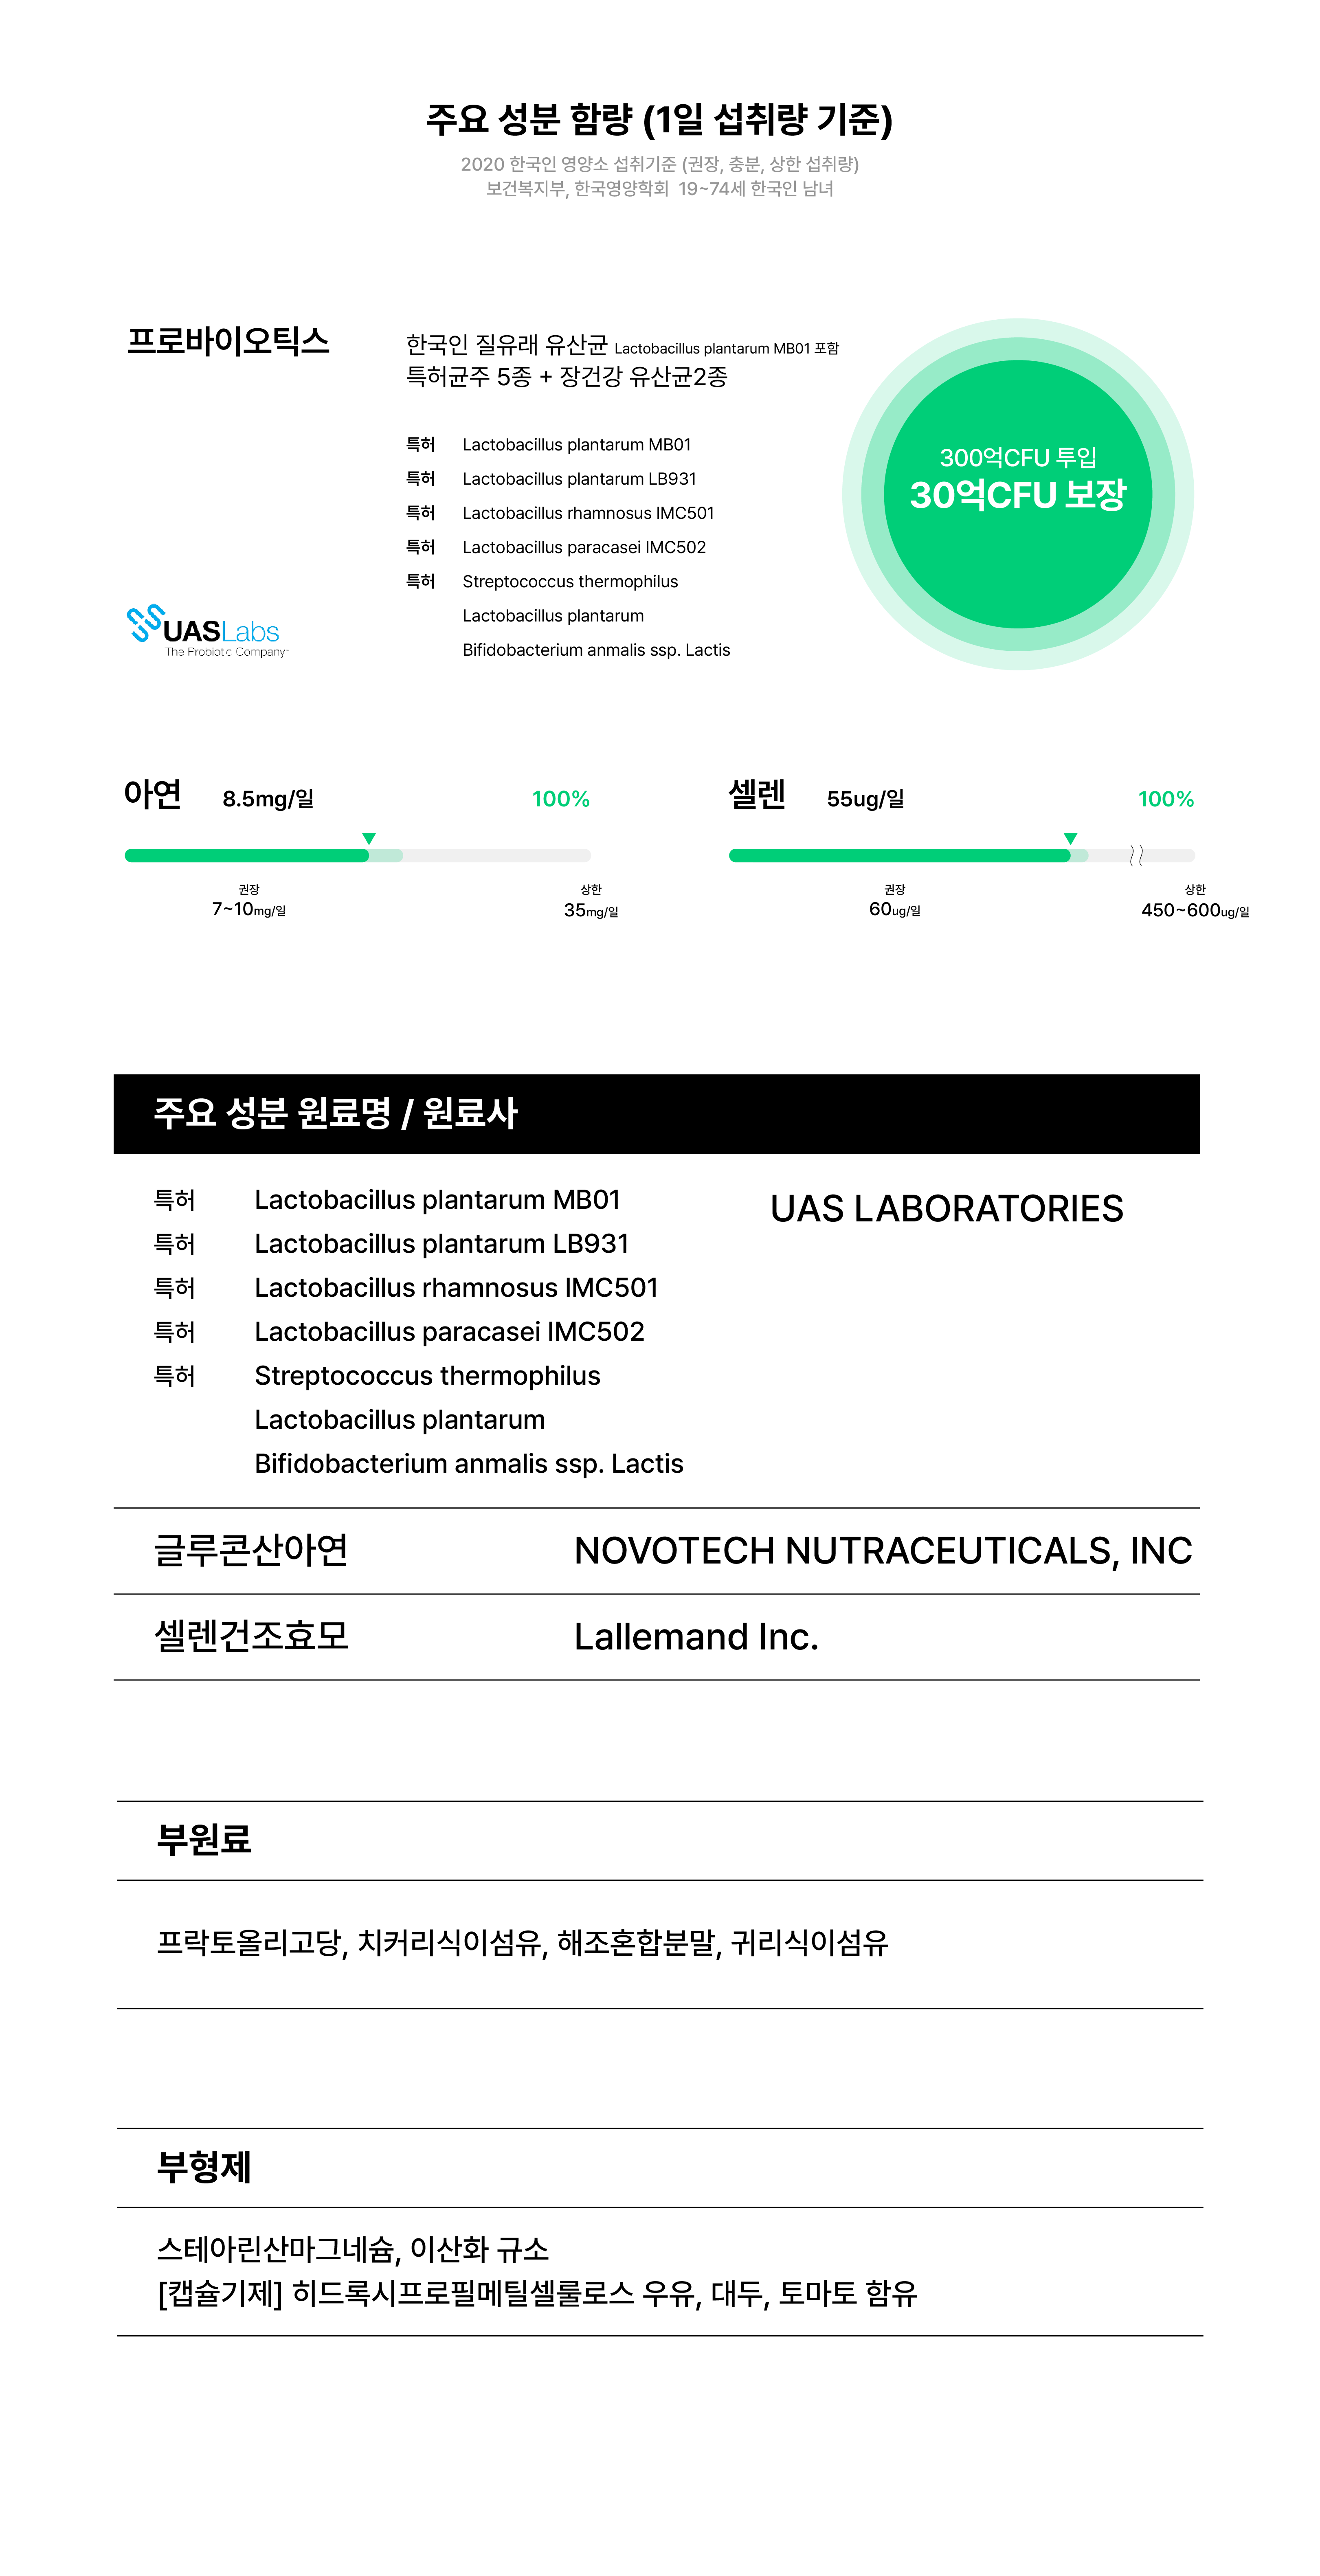 주요 성분 함량 (1일 섭취량 기준)
2020 한국인 영양소 섭취기준 (권장, 충분, 상한 섭취량)
보건복지부, 한국영양학회 19~74세 한국인 남녀
프로바이오틱스
한국인 질유래 유산균 Lactobacillus plantarum MB01 포함
특허균주 5종 + 장건강 유산균2종
특허 Lactobacillus plantarum MB01
특허 Lactobacillus plantarum LB931
특허 Lactobacillus rhamnosus IMC501
특허 Lactobacillus paracasei IMC502
특허 Streptococcus thermophilus
Lactobacillus plantarum
Bifidobacterium anmalis ssp. Lactis
UASLabs
The Probiotic Company
300억CFU 투입
30억CFU 보장
아연 8.5mg/일 100%
권장 상한
7~10mg/일 35mg/일
셀렌 55ug/일 100%
권장 상한
60ug/일 450~600ug/일
주요 성분 원료명 / 원료사
특허 Lactobacillus plantarum MB01 UAS LABORATORIES
특허 Lactobacillus plantarum LB931
특허 Lactobacillus rhamnosus IMC501
특허 Lactobacillus paracasei IMC502
특허 Streptococcus thermophilus
Lactobacillus plantarum
Bifidobacterium anmalis ssp. Lactis
글루콘산아연 NOVOTECH NUTRACEUTICALS, INC
셀렌건조효모 Lallemand Inc.
부원료
프락토올리고당, 치커리식이섬유, 해조혼합분말, 귀리식이섬유
부형제
스테아린산마그네슘, 이산화 규소
[캡슐기제] 히드록시프로필메틸셀룰로스 우유, 대두, 토마토 함유